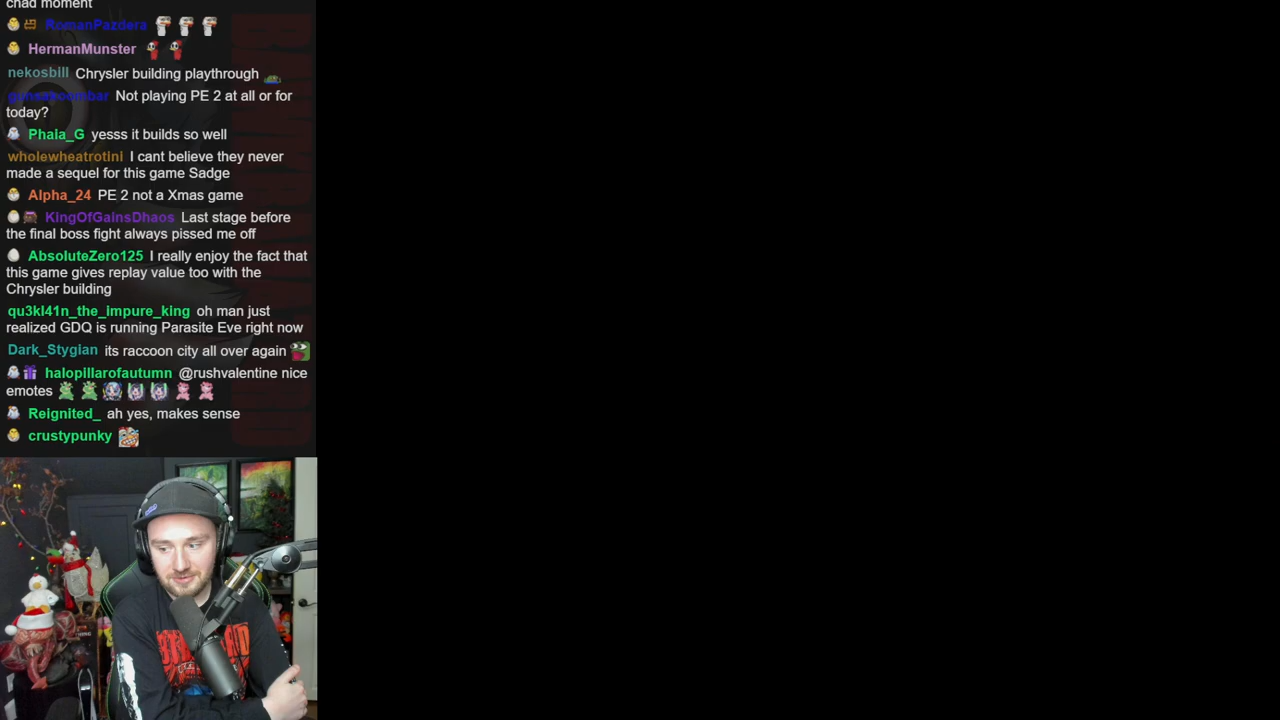 chad moment
RomanPazdera
HermanMunster
nekosbill Chrysler building playthrough
Not playing PE 2 at all or for
today?
Phaia_G yesss it builds so well
wholewheatrotini I cant believe they never
made a sequel for this game Sadge
Alpha_24 PE 2 not a Xmas game
KingOfGainsDhaos Last stage before
the final boss fight always pissed me off
AbsoluteZero125 I really enjoy the fact that
this game gives replay value too with the
Chrysler building
qu3kl41n_the_impure_king oh man just
realized GDQ is running Parasite Eve right now
Dark_Stygian its raccoon city all over again
halopillarofautumn @rushvalentine nice
emotes
Reignited_ ah yes, makes sense
crustypunky